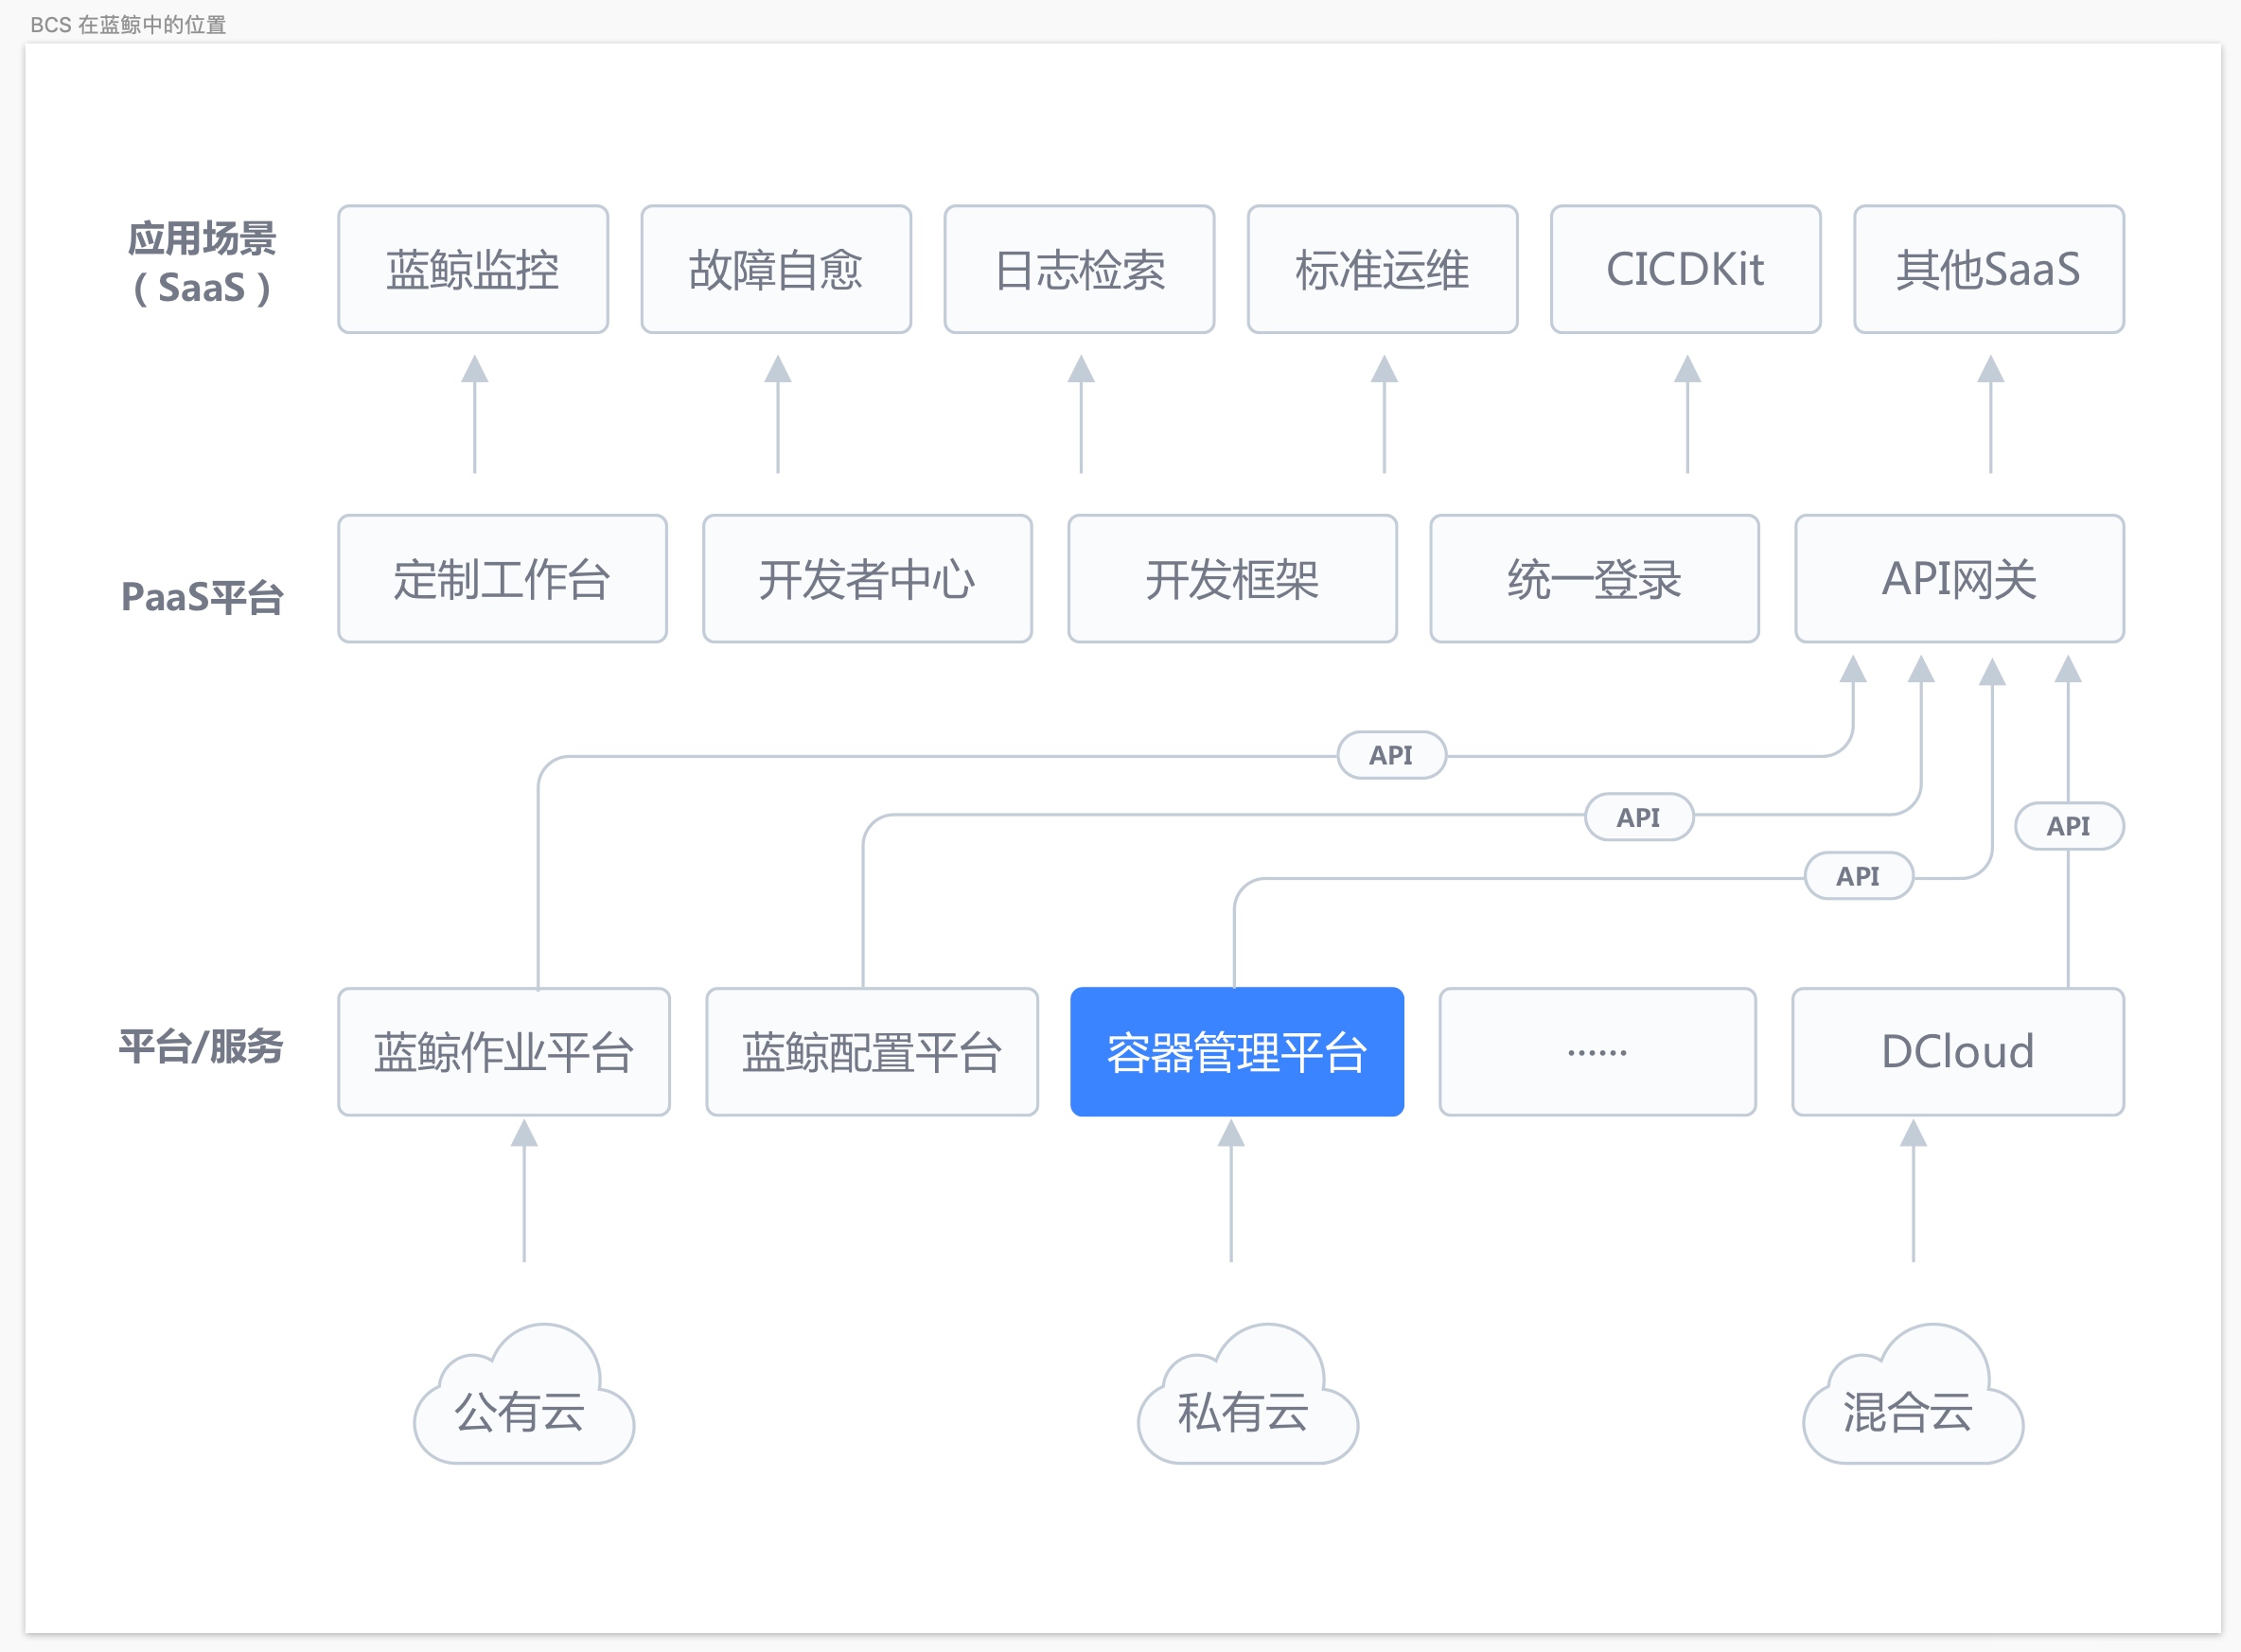 BCS 在蓝鲸中的位置
应用场景
（SaaS）
蓝鲸监控
故障自愈
日志检索
标准运维
CICDKit
其他SaaS
PaaS平台
定制工作台
开发者中心
开发框架
统一登录
API网关
API
API
API
API
平台/服务
蓝鲸作业平台
蓝鲸配置平台
容器管理平台
······
DCloud
公有云
私有云
混合云